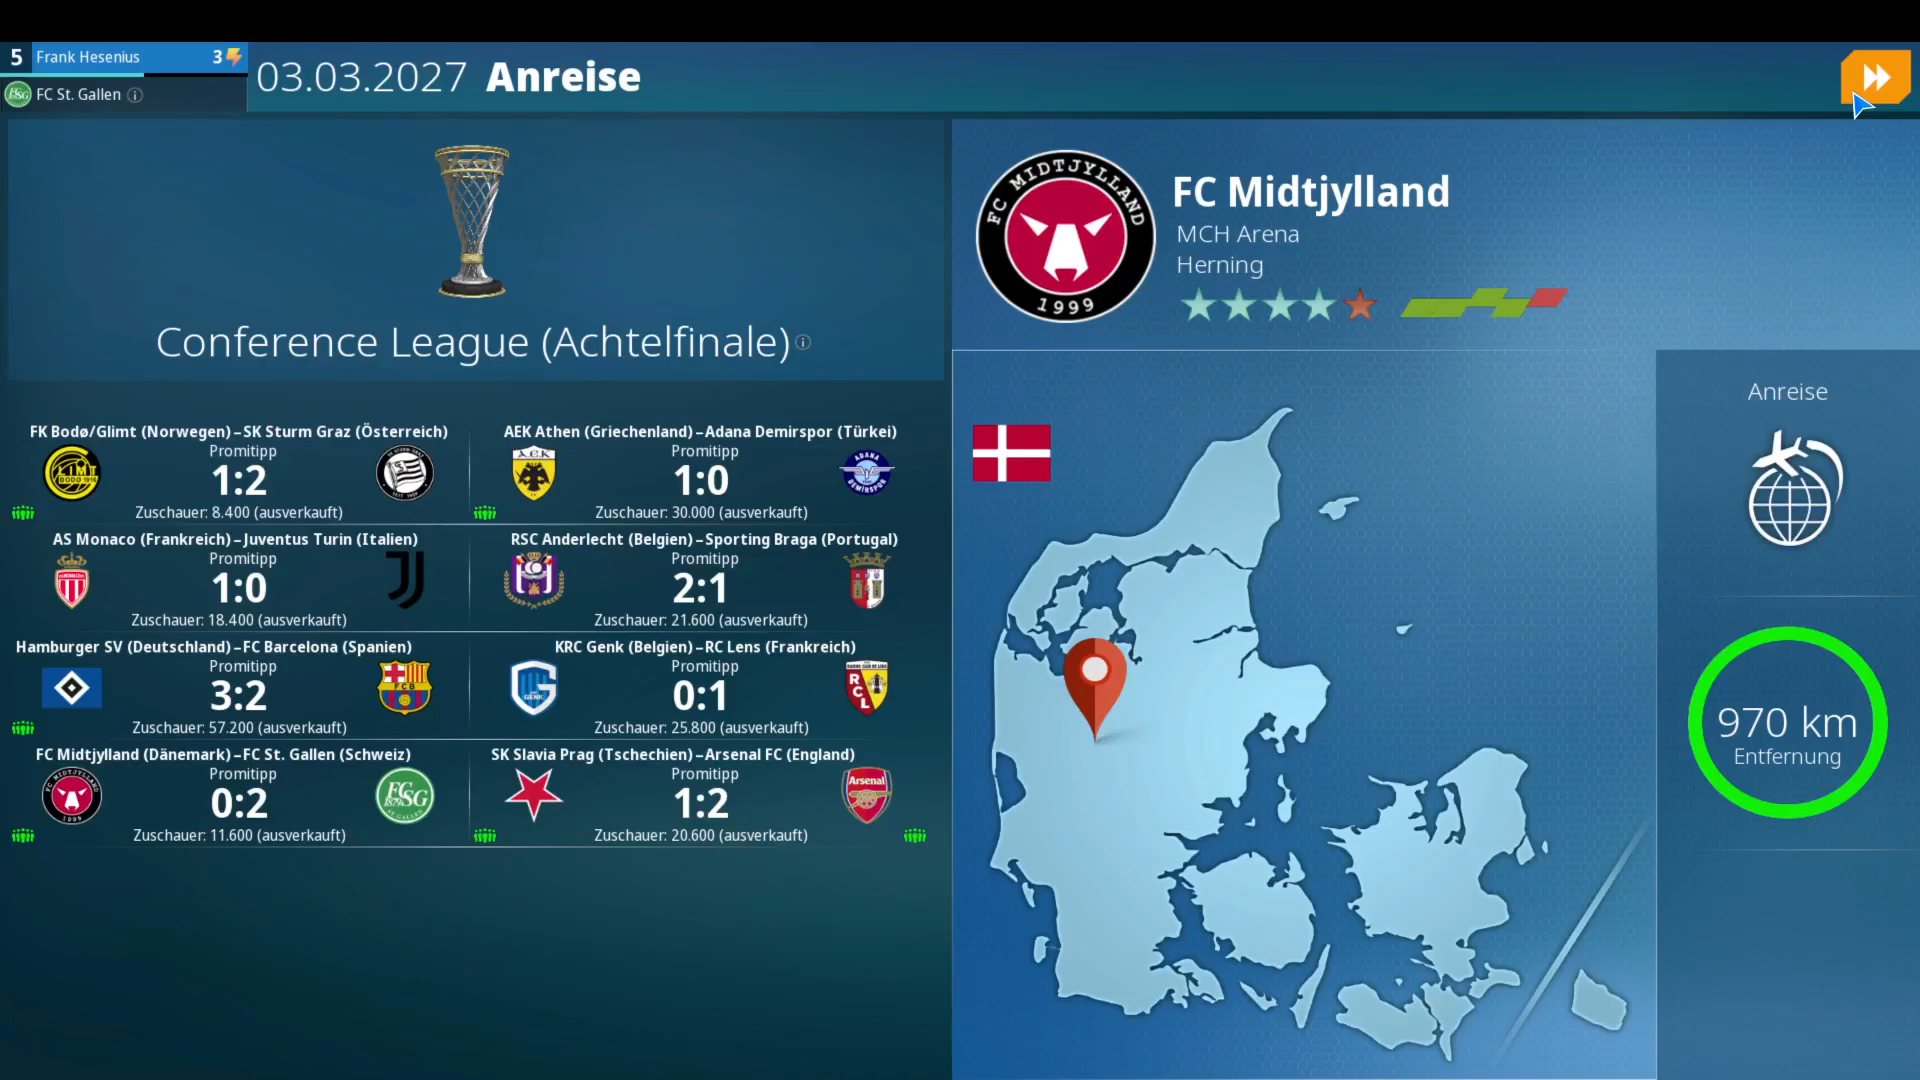 5 Frank Hesenius 3
FC St. Gallen
03.03.2027 Anreise
Conference League (Achtelfinale)
FK Bodø/Glimt (Norwegen) – SK Sturm Graz (Österreich)
Promitipp
1:2
Zuschauer: 8.400 (ausverkauft)
AEK Athen (Griechenland) – Adana Demirspor (Türkei)
Promitipp
1:0
Zuschauer: 30.000 (ausverkauft)
AS Monaco (Frankreich) – Juventus Turin (Italien)
Promitipp
1:0
Zuschauer: 18.400 (ausverkauft)
RSC Anderlecht (Belgien) – Sporting Braga (Portugal)
Promitipp
2:1
Zuschauer: 21.600 (ausverkauft)
Hamburger SV (Deutschland) – FC Barcelona (Spanien)
Promitipp
3:2
Zuschauer: 57.200 (ausverkauft)
KRC Genk (Belgien) – RC Lens (Frankreich)
Promitipp
0:1
Zuschauer: 25.800 (ausverkauft)
FC Midtjylland (Dänemark) – FC St. Gallen (Schweiz)
Promitipp
0:2
Zuschauer: 11.600 (ausverkauft)
SK Slavia Prag (Tschechien) – Arsenal FC (England)
Promitipp
1:2
Arsenal
Zuschauer: 20.600 (ausverkauft)
FC MIDTJYLLAND
1999
FC Midtjylland
MCH Arena
Herning
Anreise
970 km
Entfernung